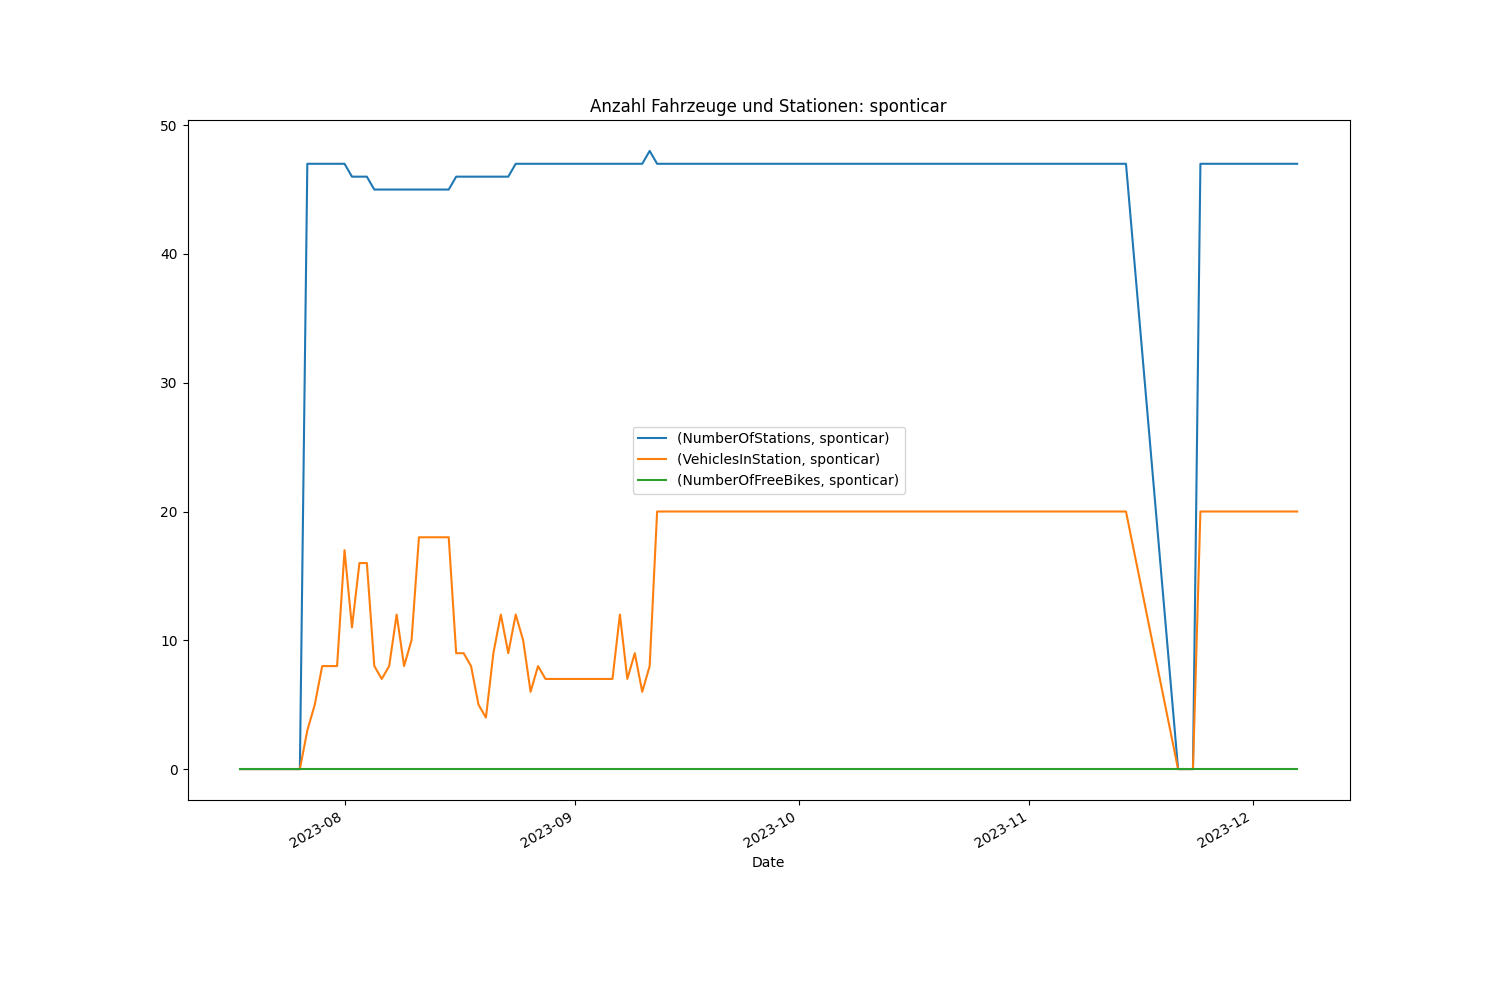 Anzahl Fahrzeuge und Stationen: sponticar
50
40
30
20
10
0
(NumberOfStations, sponticar)
(VehiclesInStation, sponticar)
(NumberOfFreeBikes, sponticar)
2023-08
2023-09
2023-10
2023-11
2023-12
Date